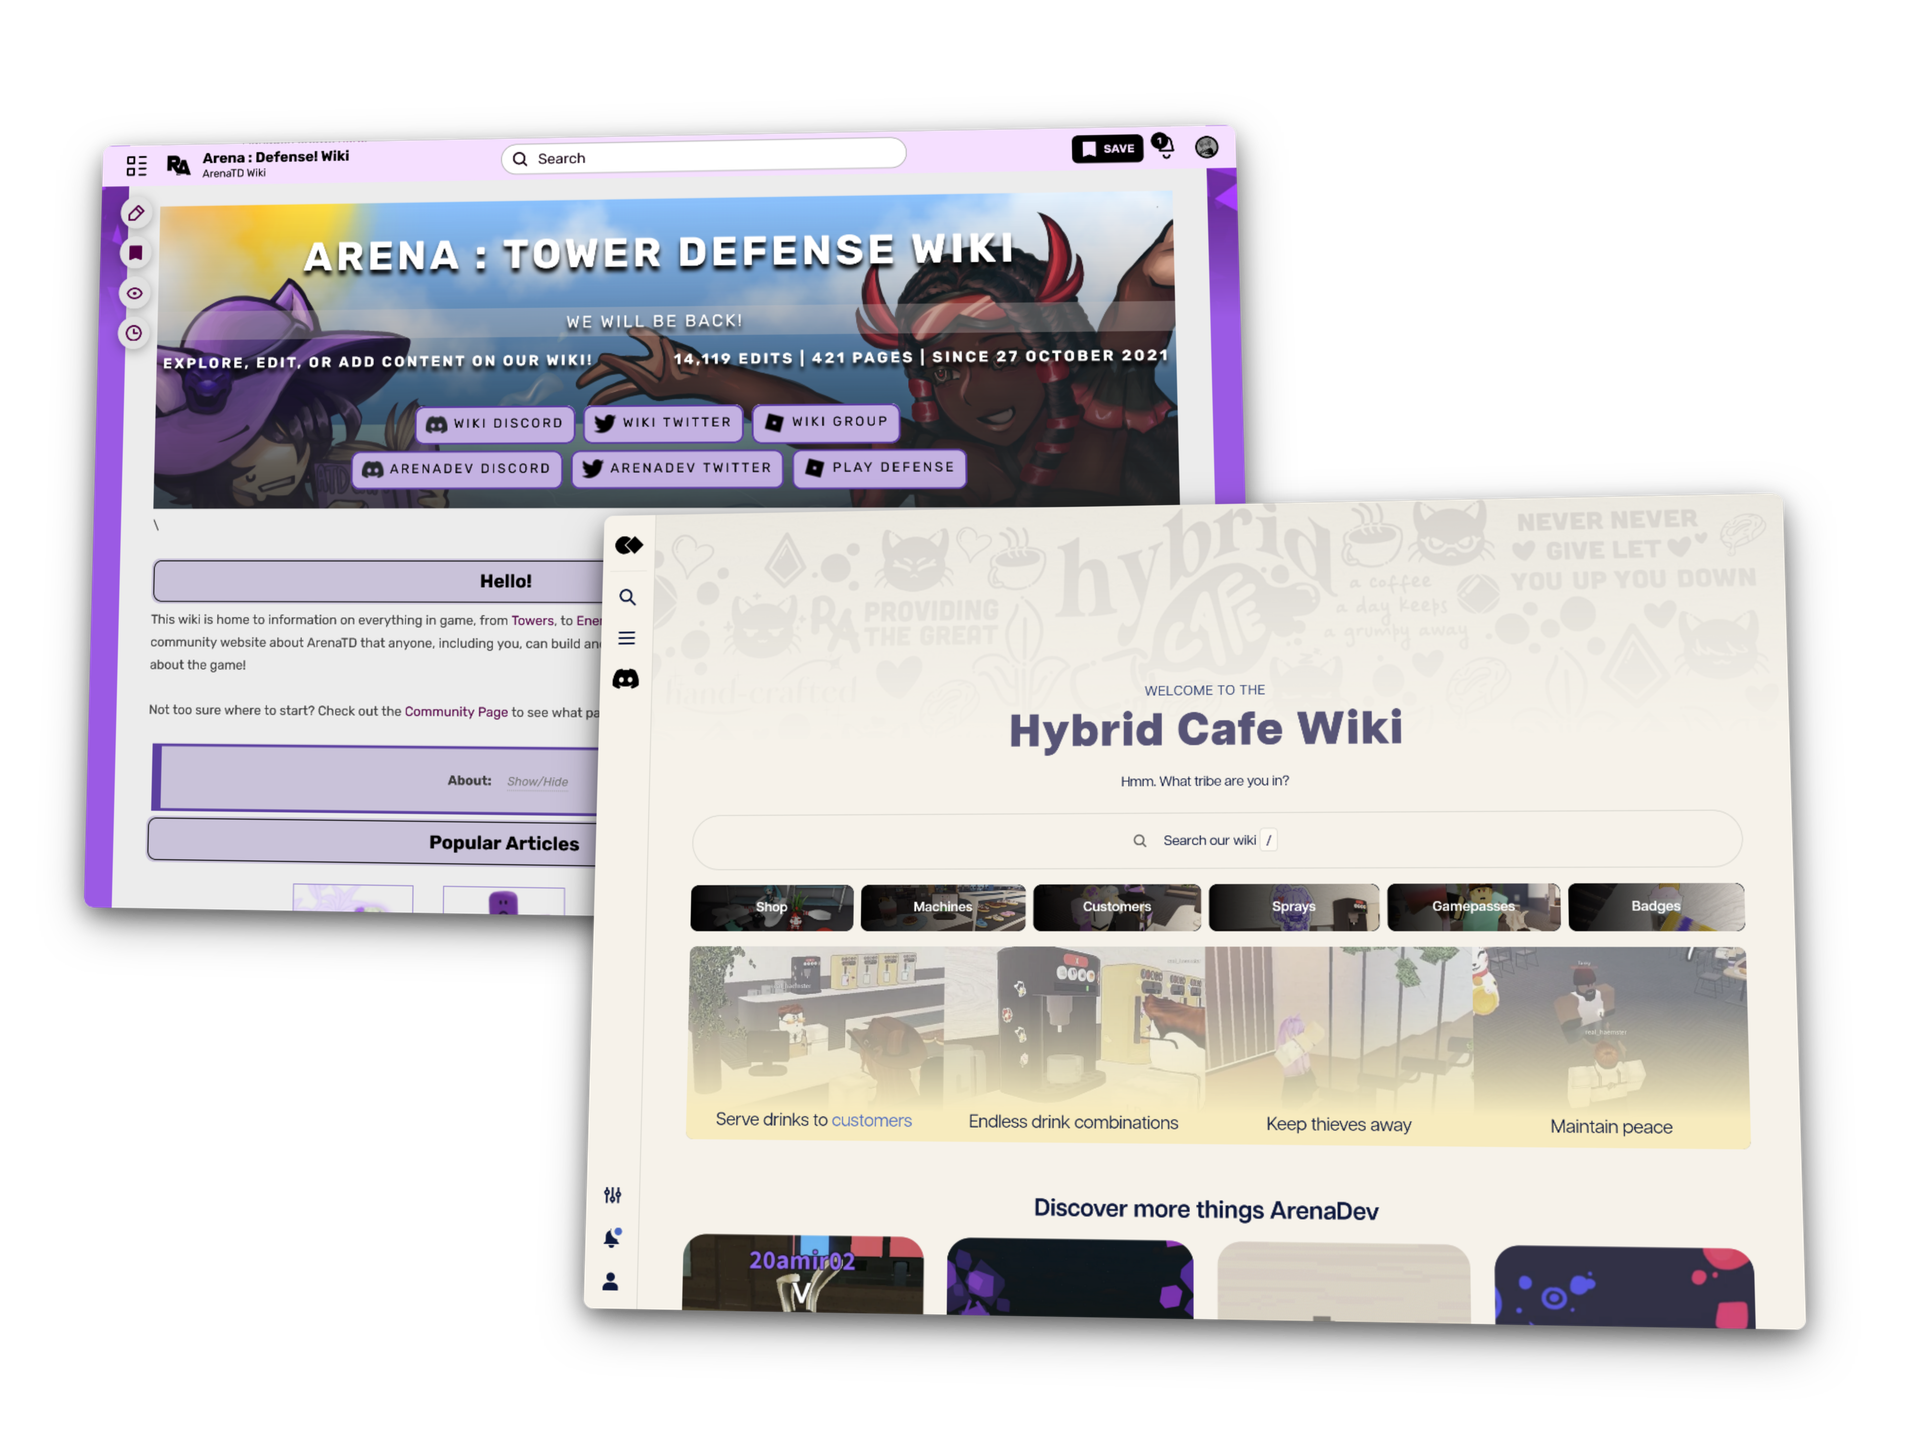 RA
Arena : Defense! Wiki
ArenaTD Wiki
Search
SAVE
1
ARENA : TOWER DEFENSE WIKI
WE WILL BE BACK!
EXPLORE, EDIT, OR ADD CONTENT ON OUR WIKI!
14,119 EDITS | 421 PAGES | SINCE 27 OCTOBER 2021
WIKI DISCORD
WIKI TWITTER
WIKI GROUP
ARENADEV DISCORD
ARENADEV TWITTER
PLAY DEFENSE
\
Hello!
This wiki is home to information on everything in game, from Towers, to
community website about ArenaTD that anyone, including you, can build
about the game!
Not too sure where to start? Check out the Community Page to see what
About: Show/Hide
Popular Articles
hybrid
CAFE
RA PROVIDING
THE GREAT
hand-crafted
a coffee
a day keeps
a grumpy away
NEVER NEVER
GIVE LET
YOU UP YOU DOWN
WELCOME TO THE
Hybrid Cafe Wiki
Hmm. What tribe are you in?
Search our wiki /
Shop
Machines
Customers
Sprays
Gamepasses
Badges
Serve drinks to customers
Endless drink combinations
Keep thieves away
Maintain peace
Discover more things ArenaDev
20amir02
V